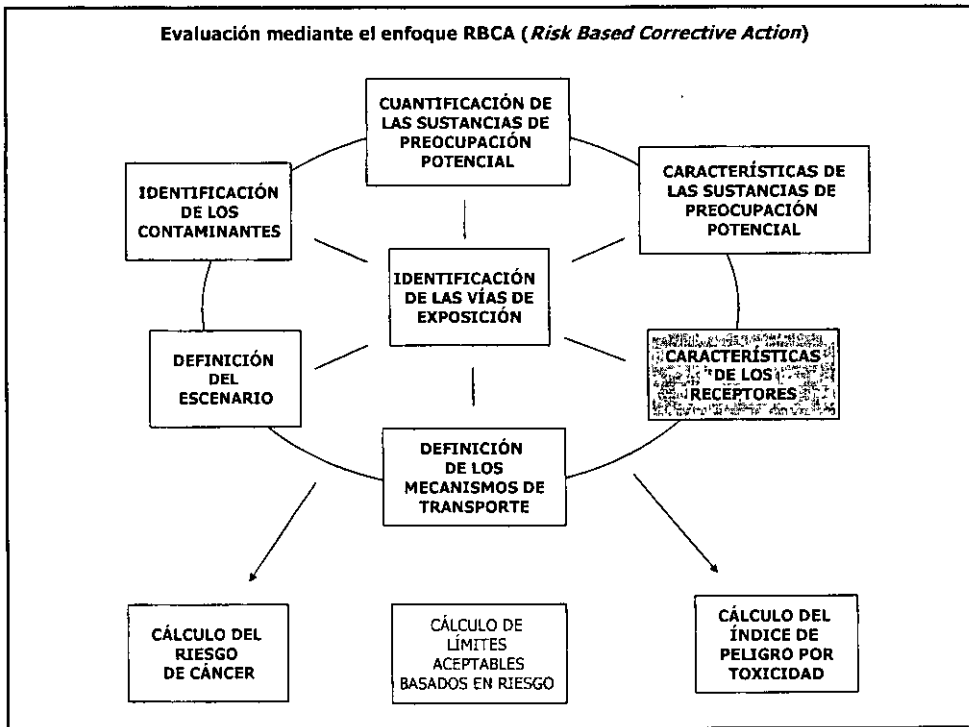 Evaluación mediante el enfoque RBCA (Risk Based Corrective Action)
CUANTIFICACIÓN DE
LAS SUSTANCIAS DE
PREOCUPACIÓN
POTENCIAL
IDENTIFICACIÓN
DE LOS
CONTAMINANTES
CARACTERÍSTICAS DE
LAS SUSTANCIAS DE
PREOCUPACIÓN
POTENCIAL
IDENTIFICACIÓN
DE LAS VÍAS DE
EXPOSICIÓN
DEFINICIÓN
DEL
ESCENARIO
CARACTERÍSTICAS
DE LOS
RECEPTORES
DEFINICIÓN
DE LOS
MECANISMOS DE
TRANSPORTE
CÁLCULO DEL
RIESGO
DE CÁNCER
CÁLCULO DE
LÍMITES
ACEPTABLES
BASADOS EN RIESGO
CÁLCULO DEL
ÍNDICE DE
PELIGRO POR
TOXICIDAD